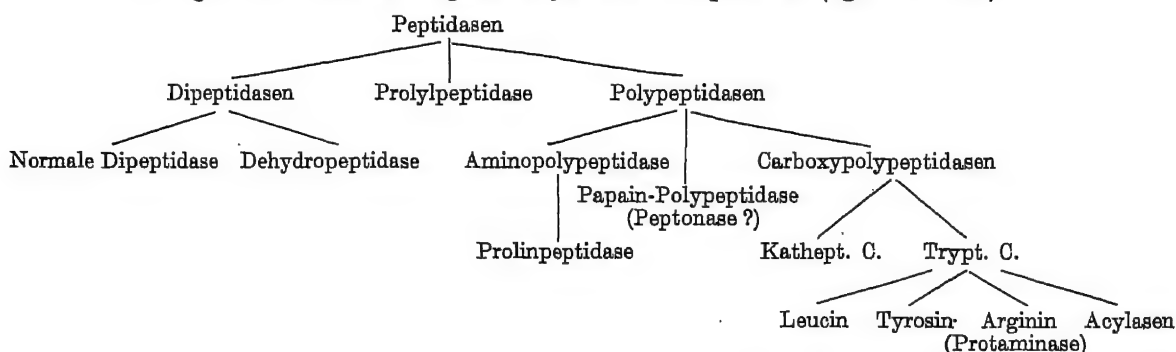 Peptidasen
Dipeptidasen Prolylpeptidase Polypeptidasen
Normale Dipeptidase Dehydropeptidase Aminopolypeptidase Carboxypolypeptidasen
Papain-Polypeptidase
(Peptonase ?)
Prolinpeptidase Kathept. C. Trypt. C.
Leucin Tyrosin- Arginin Acylasen
(Protaminase)